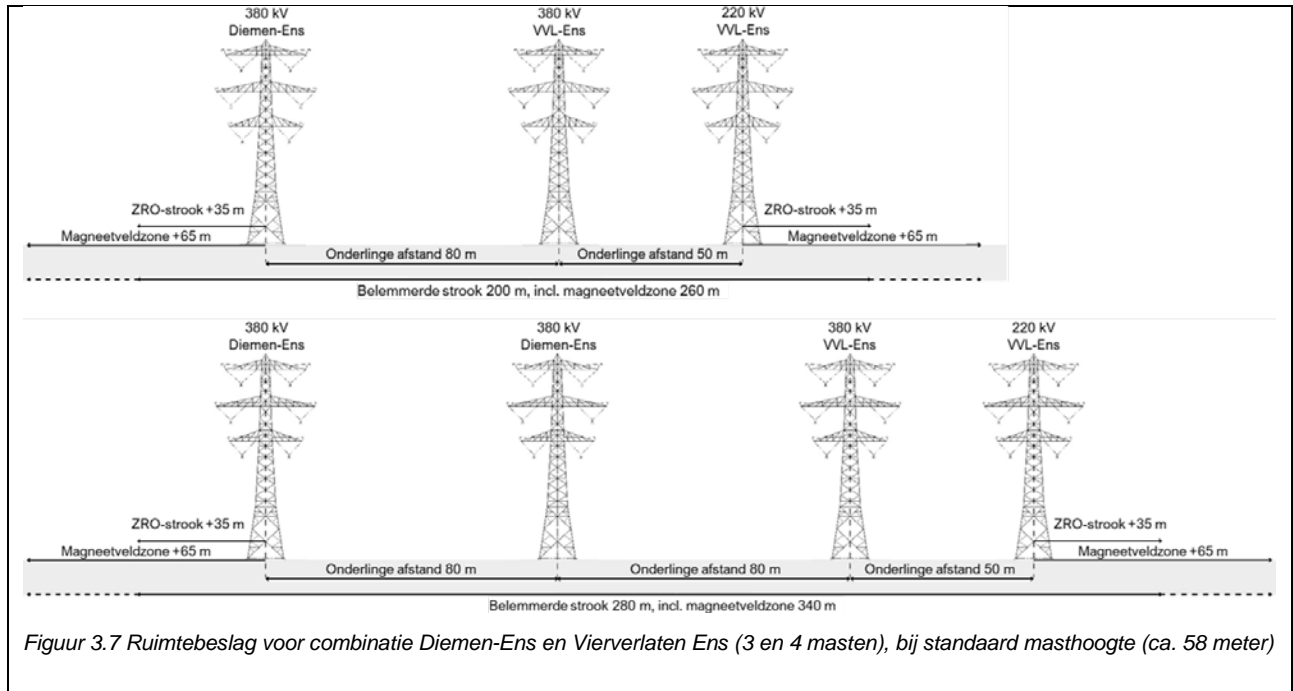 380 kV
Diemen-Ens
380 kV
VVL-Ens
220 kV
VVL-Ens
ZRO-strook +35 m
ZRO-strook +35 m
Magneetveldzone +65 m
Magneetveldzone +65 m
Onderlinge afstand 80 m
Onderlinge afstand 50 m
Belemmerde strook 200 m, incl. magneetveldzone 260 m
380 kV
Diemen-Ens
380 kV
Diemen-Ens
380 kV
VVL-Ens
220 kV
VVL-Ens
ZRO-strook +35 m
ZRO-strook +35 m
Magneetveldzone +65 m
Magneetveldzone +65 m
Onderlinge afstand 80 m
Onderlinge afstand 80 m
Onderlinge afstand 50 m
Belemmerde strook 280 m, incl. magneetveldzone 340 m
Figuur 3.7 Ruimtebeslag voor combinatie Diemen-Ens en Vierverlaten Ens (3 en 4 masten), bij standaard masthoogte (ca. 58 meter)